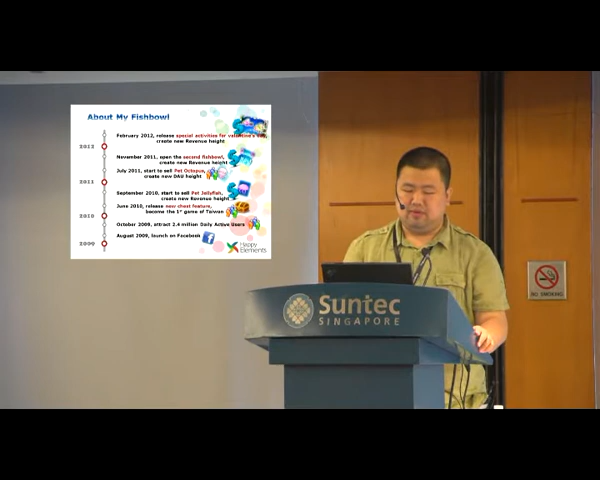 About My Fishbowl
February 2012, release special activities for valentine's day,
create new Revenue height
2012
November 2011, open the second fishbowl,
create new Revenue height
July 2011, start to sell Pet Octopus,
create new DAU height
2011
September 2010, start to sell Pet Jellyfish,
create new Revenue height
June 2010, release new chest feature,
become the 1st game of Taiwan
2010
October 2009, attract 2.4 million Daily Active Users
August 2009, launch on Facebook
2009
Happy
Elements
Suntec
SINGAPORE
NO SMOKING